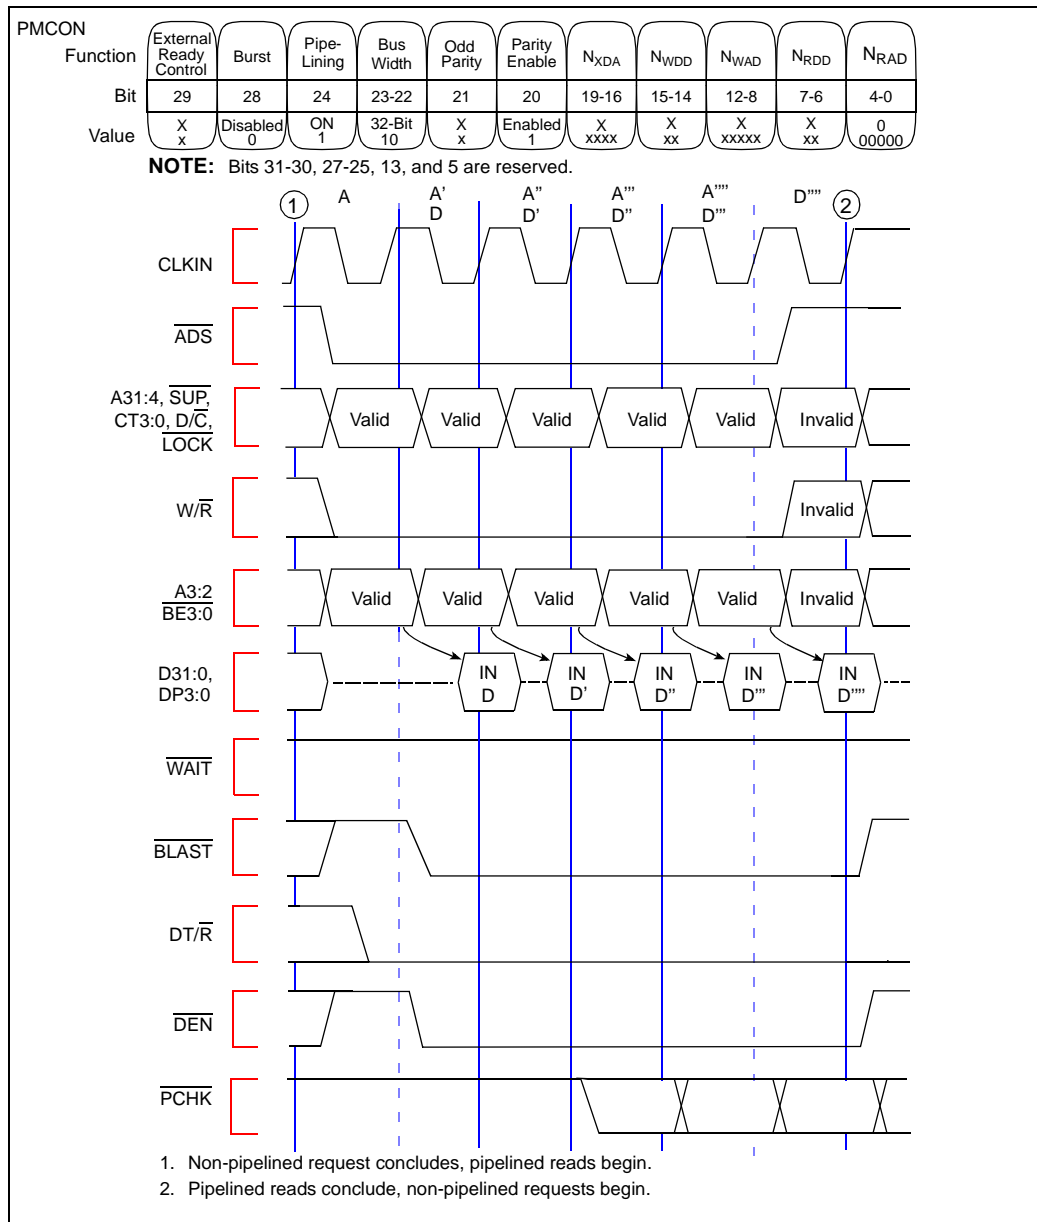 PMCON
Function External Ready Control Burst Pipe-Lining Bus Width Odd Parity Parity Enable NXDA NWDD NWAD NRDD NRAD
Bit 29 28 24 23-22 21 20 19-16 15-14 12-8 7-6 4-0
Value X x Disabled 0 ON 1 32-Bit 10 X x Enabled 1 X xxxx X xx X xxxxx X xx 0 00000
NOTE: Bits 31-30, 27-25, 13, and 5 are reserved.
1 A A' D A'' D' A''' D'' A'''' D''' D'''' 2
CLKIN
ADS
A31:4, SUP,
CT3:0, D/C,
LOCK
Valid Valid Valid Valid Valid Invalid
W/R Invalid
A3:2
BE3:0
Valid Valid Valid Valid Valid Invalid
D31:0,
DP3:0
IN D IN D' IN D'' IN D''' IN D''''
WAIT
BLAST
DT/R
DEN
PCHK
1. Non-pipelined request concludes, pipelined reads begin.
2. Pipelined reads conclude, non-pipelined requests begin.